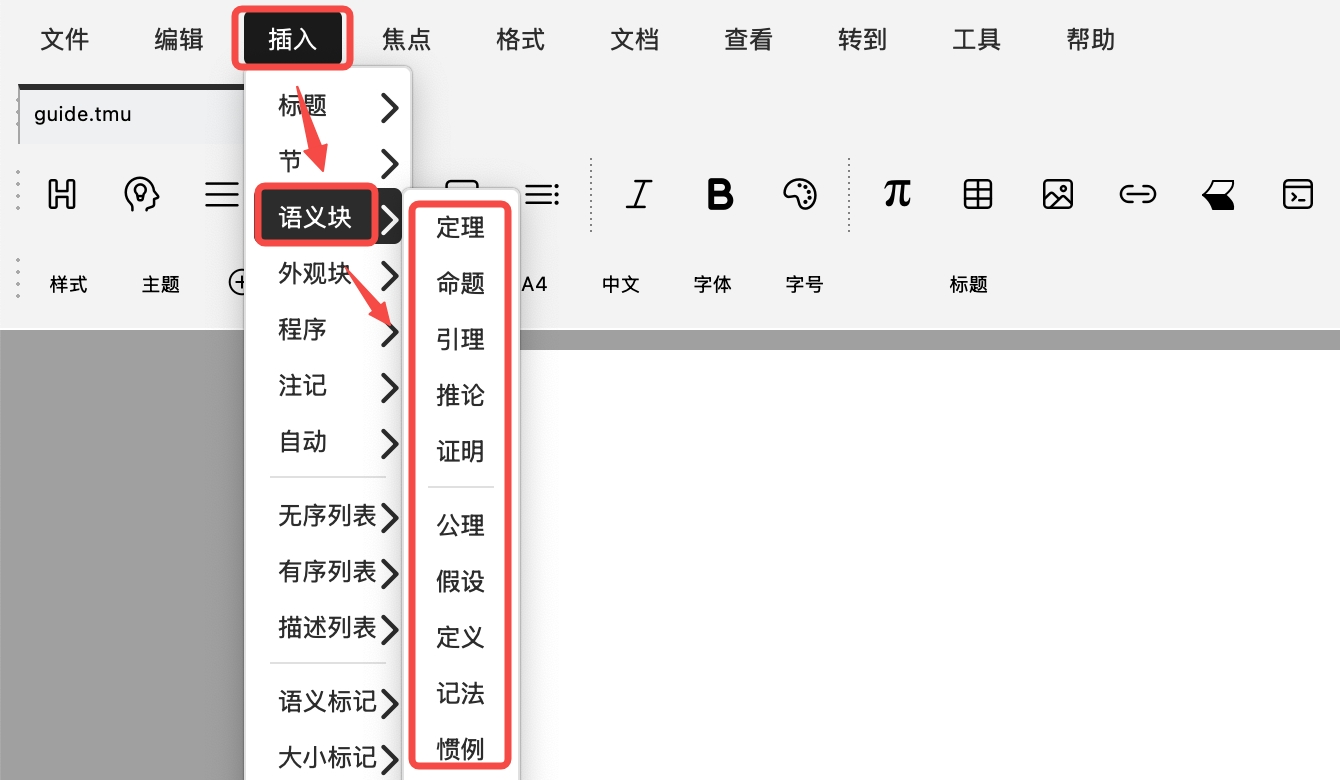 文件 编辑 插入 焦点 格式 文档 查看 转到 工具 帮助
guide.tmu
样式 主题 A4 中文 字体 字号 标题
标题
节
语义块
外观块
程序
注记
自动
无序列表
有序列表
描述列表
语义标记
大小标记
定理
命题
引理
推论
证明
公理
假设
定义
记法
惯例